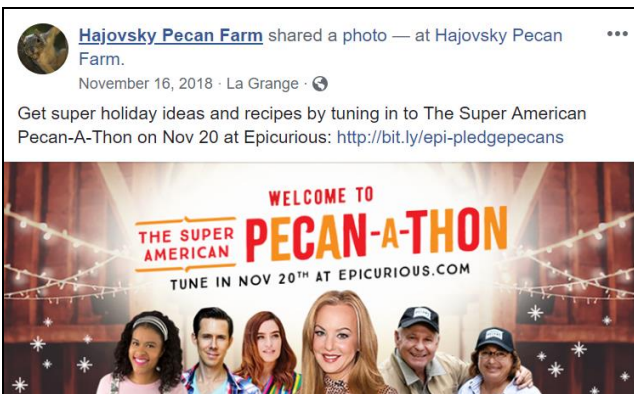 Hajovsky Pecan Farm shared a photo — at Hajovsky Pecan
Farm.
November 16, 2018 · La Grange ·
Get super holiday ideas and recipes by tuning in to The Super American
Pecan-A-Thon on Nov 20 at Epicurious: http://bit.ly/epi-pledgepecans
WELCOME TO
THE SUPER
AMERICAN
PECAN-A-THON
TUNE IN NOV 20TH AT EPICURIOUS.COM